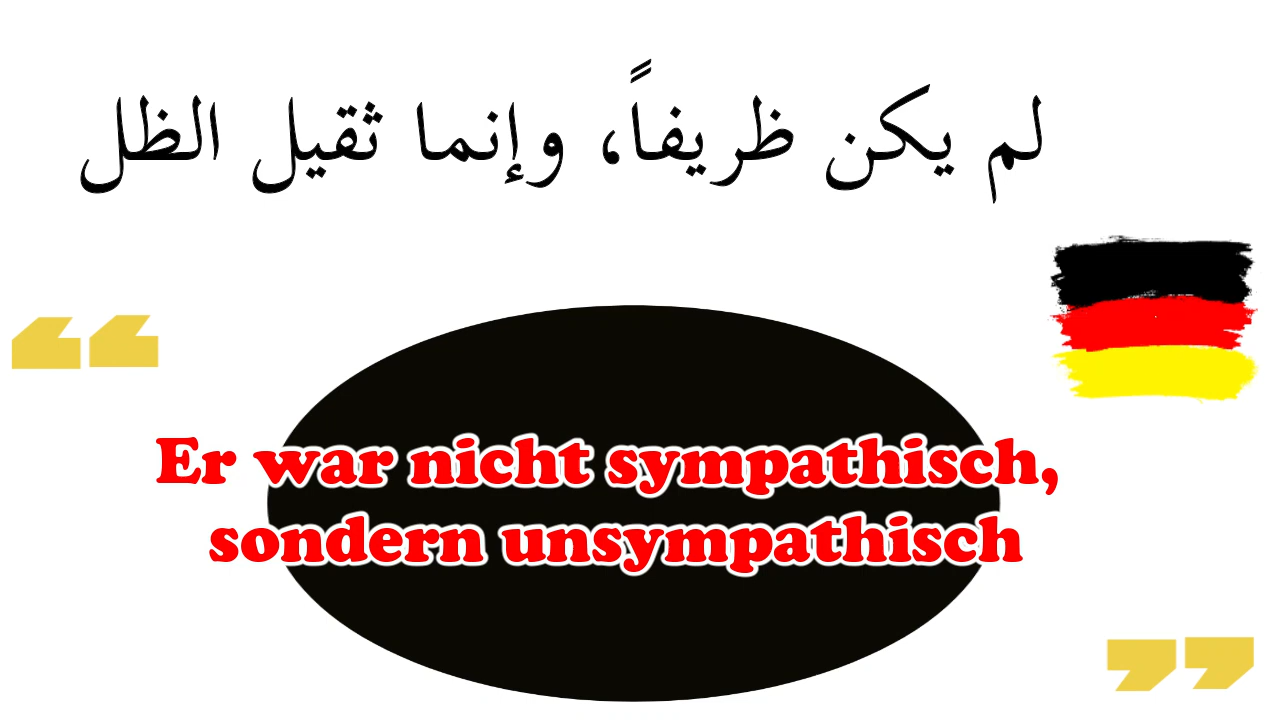 لم يكن ظريفاً، وإنما ثقيل الظل
Er war nicht sympathisch,
sondern unsympathisch